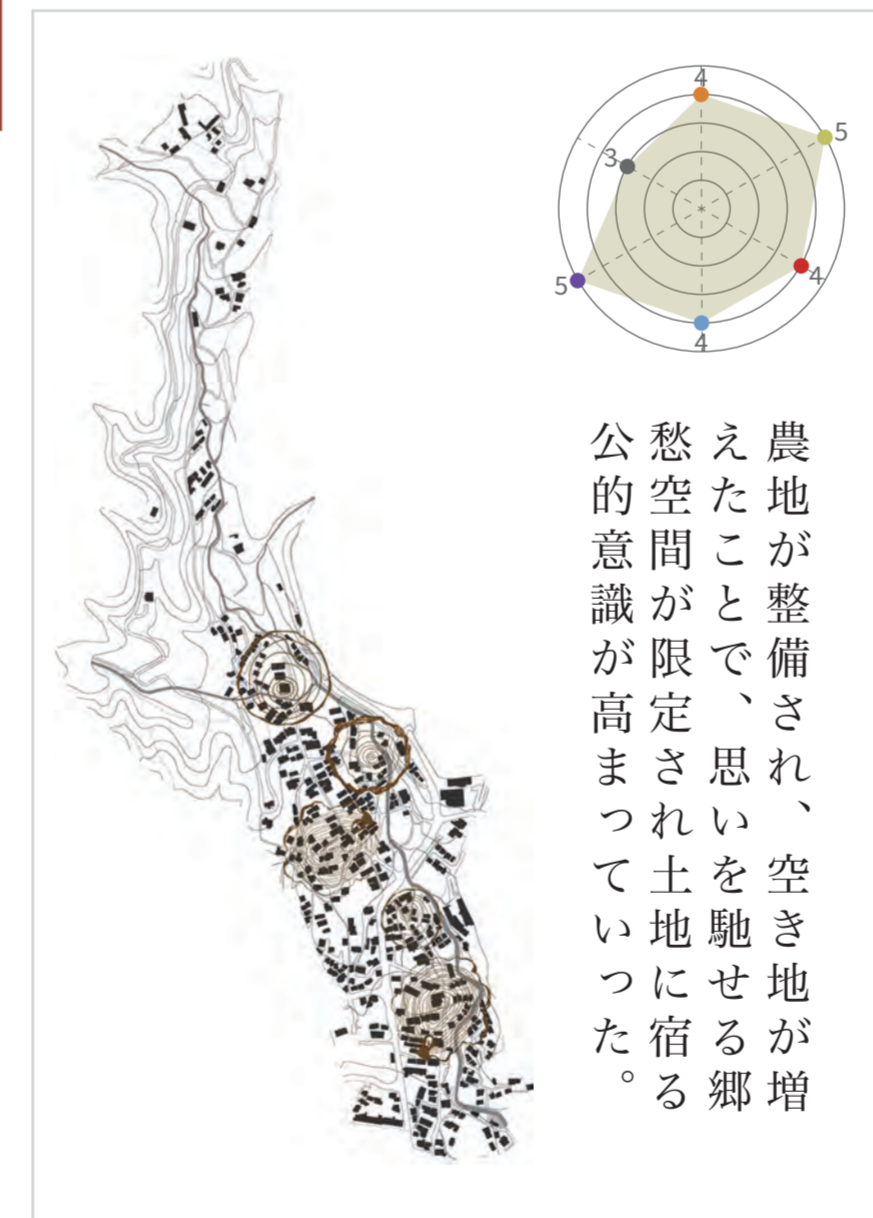 4
5
3
4
5
4
農地が整備され、空き地が増
えたことで、思いを馳せる郷
愁空間が限定され土地に宿る
公的意識が高まっていった。